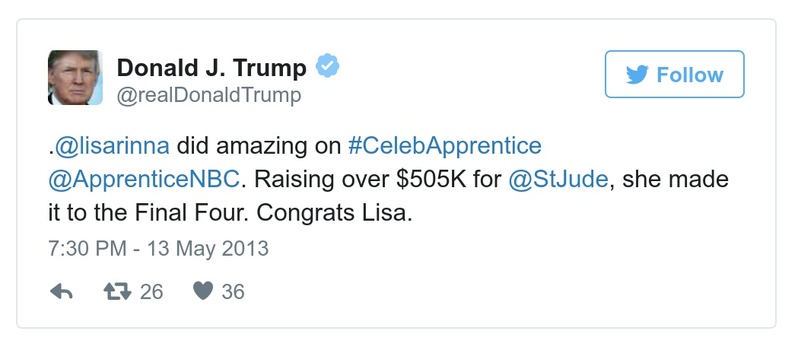 Donald J. Trump
@realDonaldTrump
Follow
.@lisarinna did amazing on #CelebApprentice
@ApprenticeNBC. Raising over $505K for @StJude, she made
it to the Final Four. Congrats Lisa.
7:30 PM - 13 May 2013
26 36